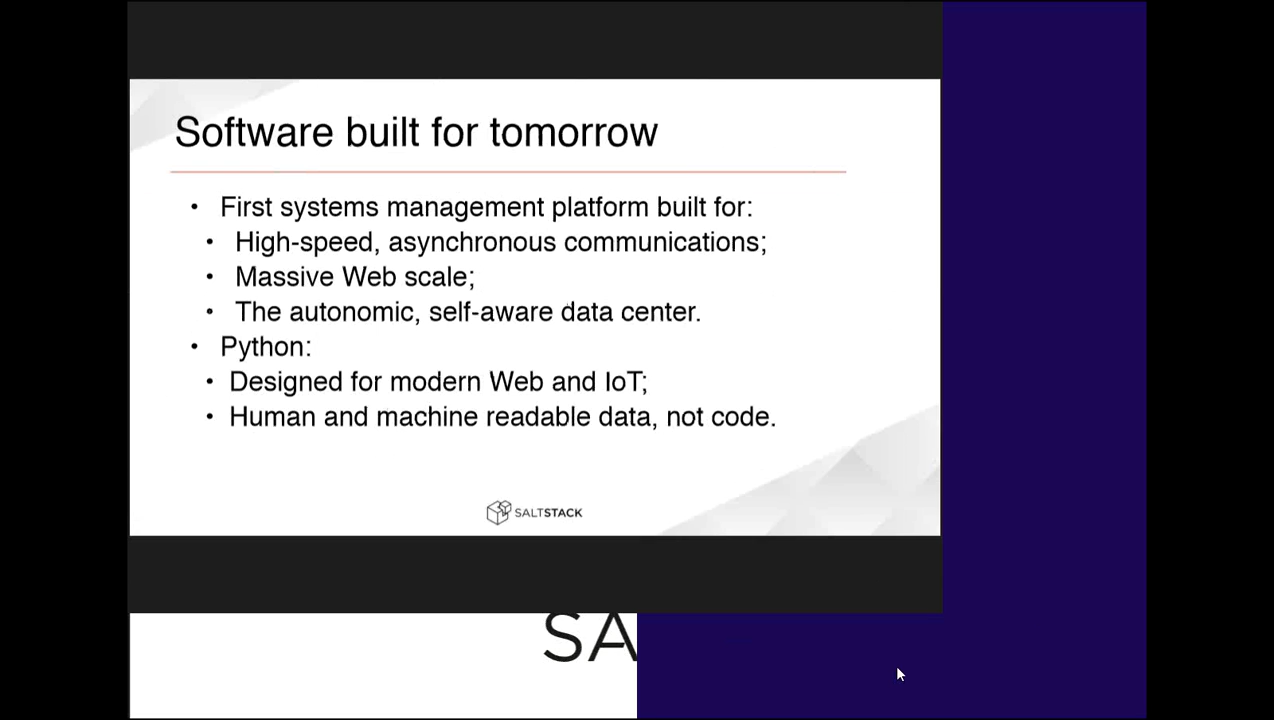 Software built for tomorrow
• First systems management platform built for:
• High-speed, asynchronous communications;
• Massive Web scale;
• The autonomic, self-aware data center.
• Python:
• Designed for modern Web and IoT;
• Human and machine readable data, not code.
SALTSTACK
SA